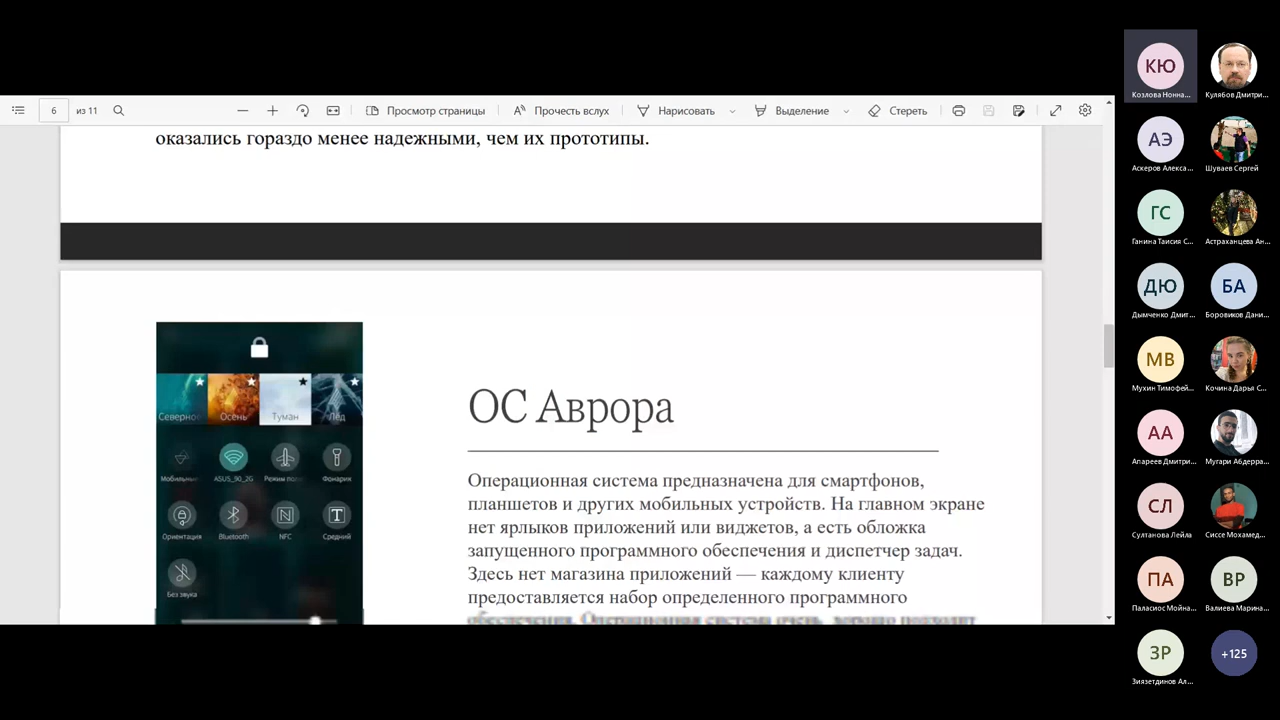 6 из 11 Просмотр страницы Прочесть вслух Нарисовать Выделение Стереть
оказались гораздо менее надежными, чем их прототипы.
Северно Осень Туман Лёд
Мобильны ASUS_90_2G Режим пол Фонарик
Ориентация Bluetooth NFC Средний
Без звука
ОС Аврора
Операционная система предназначена для смартфонов,
планшетов и других мобильных устройств. На главном экране
нет ярлыков приложений или виджетов, а есть обложка
запущенного программного обеспечения и диспетчер задач.
Здесь нет магазина приложений — каждому клиенту
предоставляется набор определенного программного
КЮ
Козлова Нонна... Кулябов Дмитри...
АЭ
Аскеров Алекса... Шуваев Сергей
ГС
Ганина Таисия С... Астраханцева Ан...
ДЮ БА
Дымченко Дмит... Боровиков Дани...
МВ
Мухин Тимофей... Кочина Дарья С...
АА
Апареев Дмитри... Мугари Абдерра...
СЛ
Султанова Лейла Сиссе Мохамед...
ПА ВР
Паласиос Мойна... Валиева Марина...
ЗР +125
Зиязетдинов Ал...